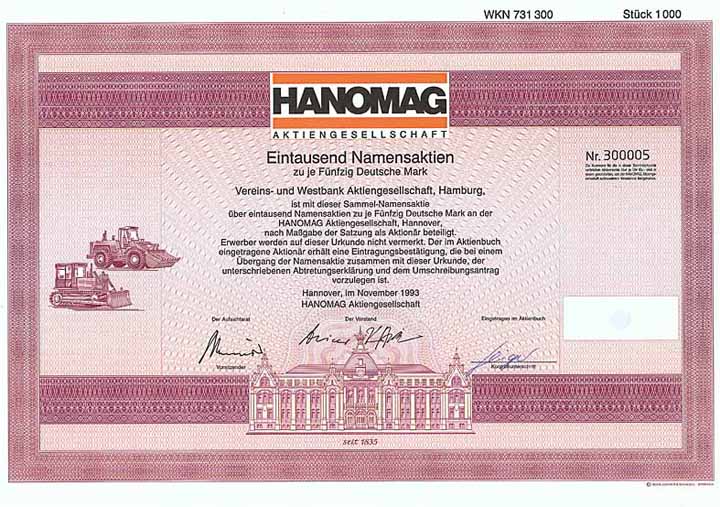 WKN 731 300 Stück 1000
HANOMAG
AKTIENGESELLSCHAFT
Eintausend Namensaktien
zu je Fünfzig Deutsche Mark
Nr. 300005
Vereins- und Westbank Aktiengesellschaft, Hamburg,
ist mit dieser Sammel-Namensaktie
über eintausend Namensaktien zu je Fünfzig Deutsche Mark an der
HANOMAG Aktiengesellschaft, Hannover,
nach Maßgabe der Satzung als Aktionär beteiligt.
Erwerber werden auf dieser Urkunde nicht vermerkt. Der im Aktienbuch
eingetragene Aktionär erhält eine Eintragungsbestätigung, die bei einem
Übergang der Namensaktie zusammen mit dieser Urkunde, der
unterschriebenen Abtretungserklärung und dem Umschreibungsantrag
vorzulegen ist.
Hannover, im November 1993
HANOMAG Aktiengesellschaft
Der Aufsichtsrat Der Vorstand Eingetragen im Aktienbuch
Vorsitzender
seit 1835